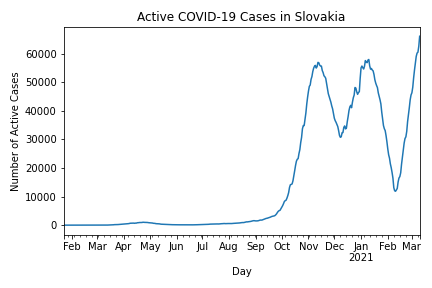 Active COVID-19 Cases in Slovakia
Number of Active Cases
60000
50000
40000
30000
20000
10000
0
Feb Mar Apr May Jun Jul Aug Sep Oct Nov Dec Jan Feb Mar
2021
Day